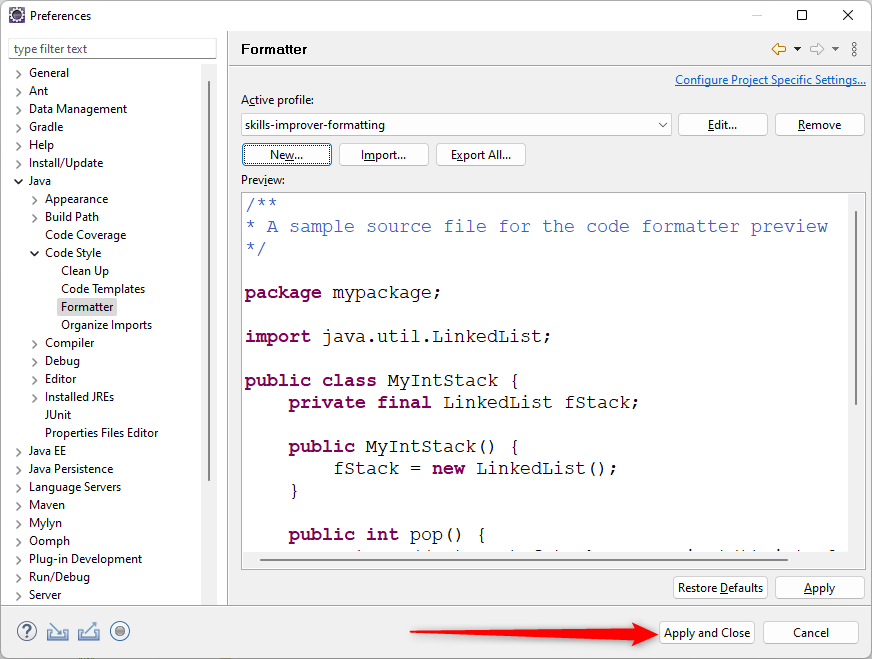 Preferences
type filter text
General
Ant
Data Management
Gradle
Help
Install/Update
Java
Appearance
Build Path
Code Coverage
Code Style
Clean Up
Code Templates
Formatter
Organize Imports
Compiler
Debug
Editor
Installed JREs
JUnit
Properties Files Editor
Java EE
Java Persistence
Language Servers
Maven
Mylyn
Oomph
Plug-in Development
Run/Debug
Server
Formatter
Configure Project Specific Settings...
Active profile:
skills-improver-formatting
Edit...
Remove
New...
Import...
Export All...
Preview:
/**
* A sample source file for the code formatter preview
*/
package mypackage;
import java.util.LinkedList;
public class MyIntStack {
private final LinkedList fStack;
public MyIntStack() {
fStack = new LinkedList();
}
public int pop() {
Restore Defaults
Apply
Apply and Close
Cancel